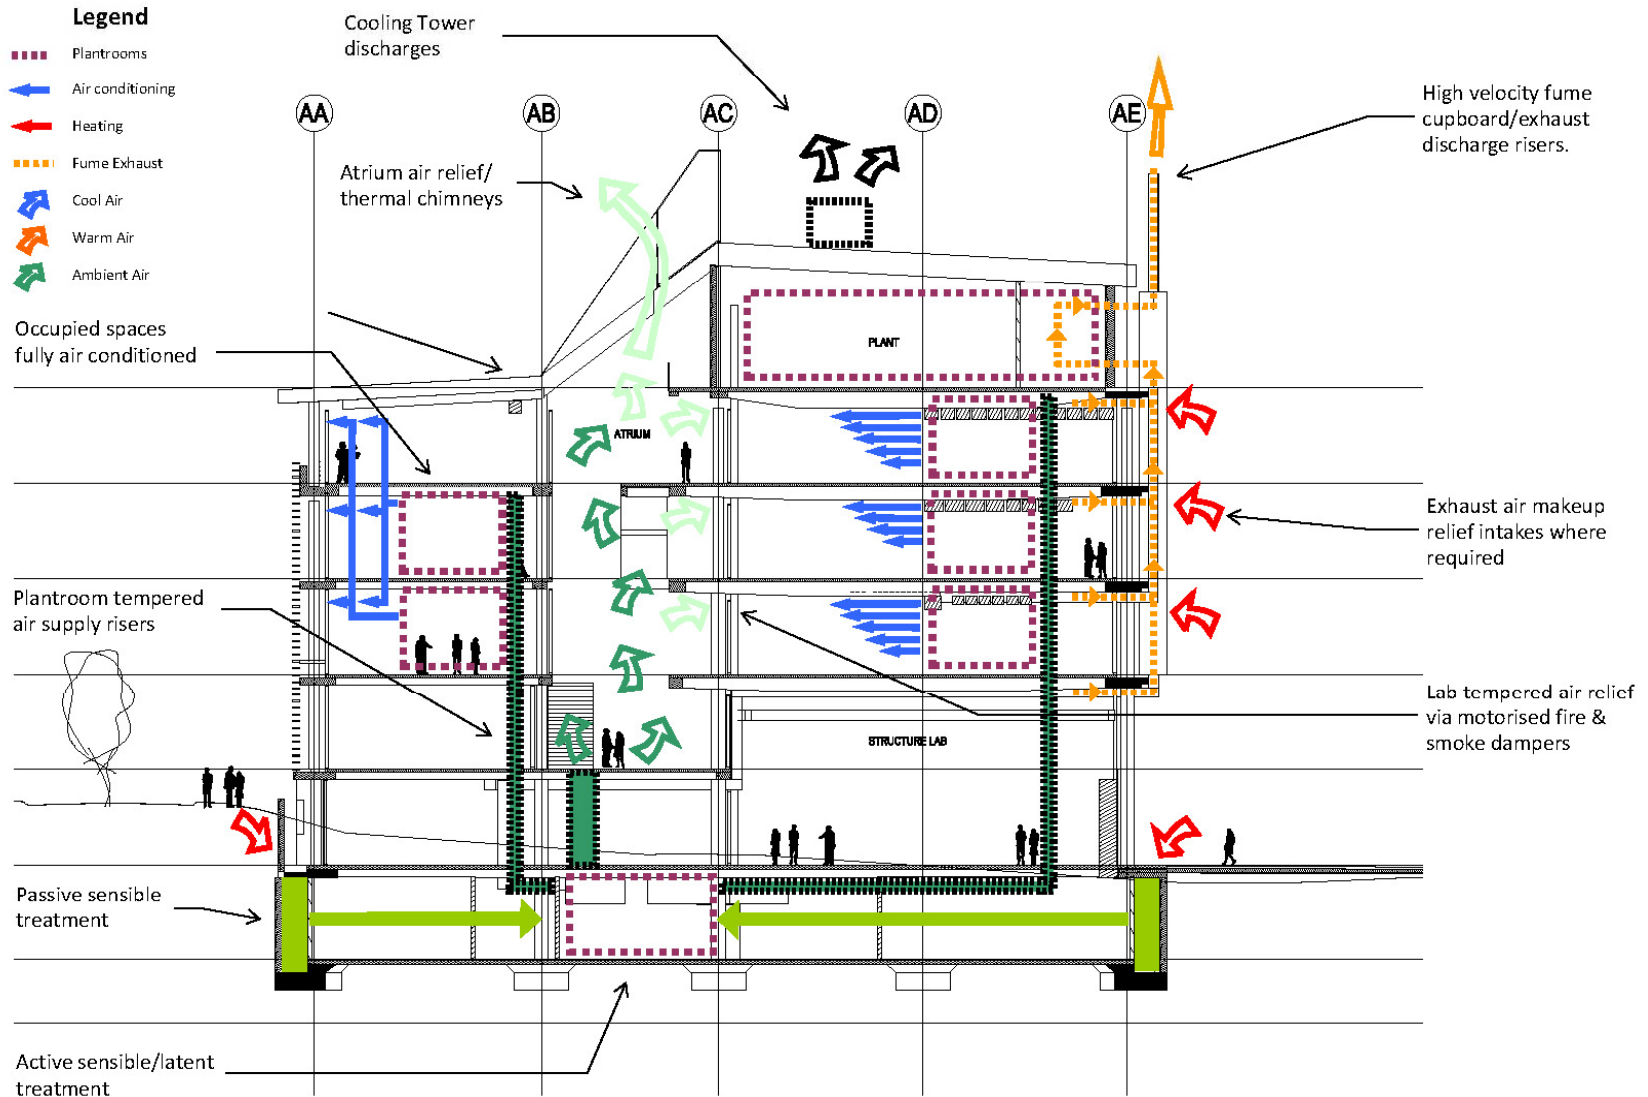 Legend
Plantrooms
Air conditioning
Heating
Fume Exhaust
Cool Air
Warm Air
Ambient Air
Cooling Tower
discharges
AA
AB
AC
AD
AE
High velocity fume
cupboard/exhaust
discharge risers.
Atrium air relief/
thermal chimneys
Occupied spaces
fully air conditioned
PLANT
ATRIUM
Exhaust air makeup
relief intakes where
required
Plantroom tempered
air supply risers
Lab tempered air relief
via motorised fire &
smoke dampers
STRUCTURE LAB
Passive sensible
treatment
Active sensible/latent
treatment